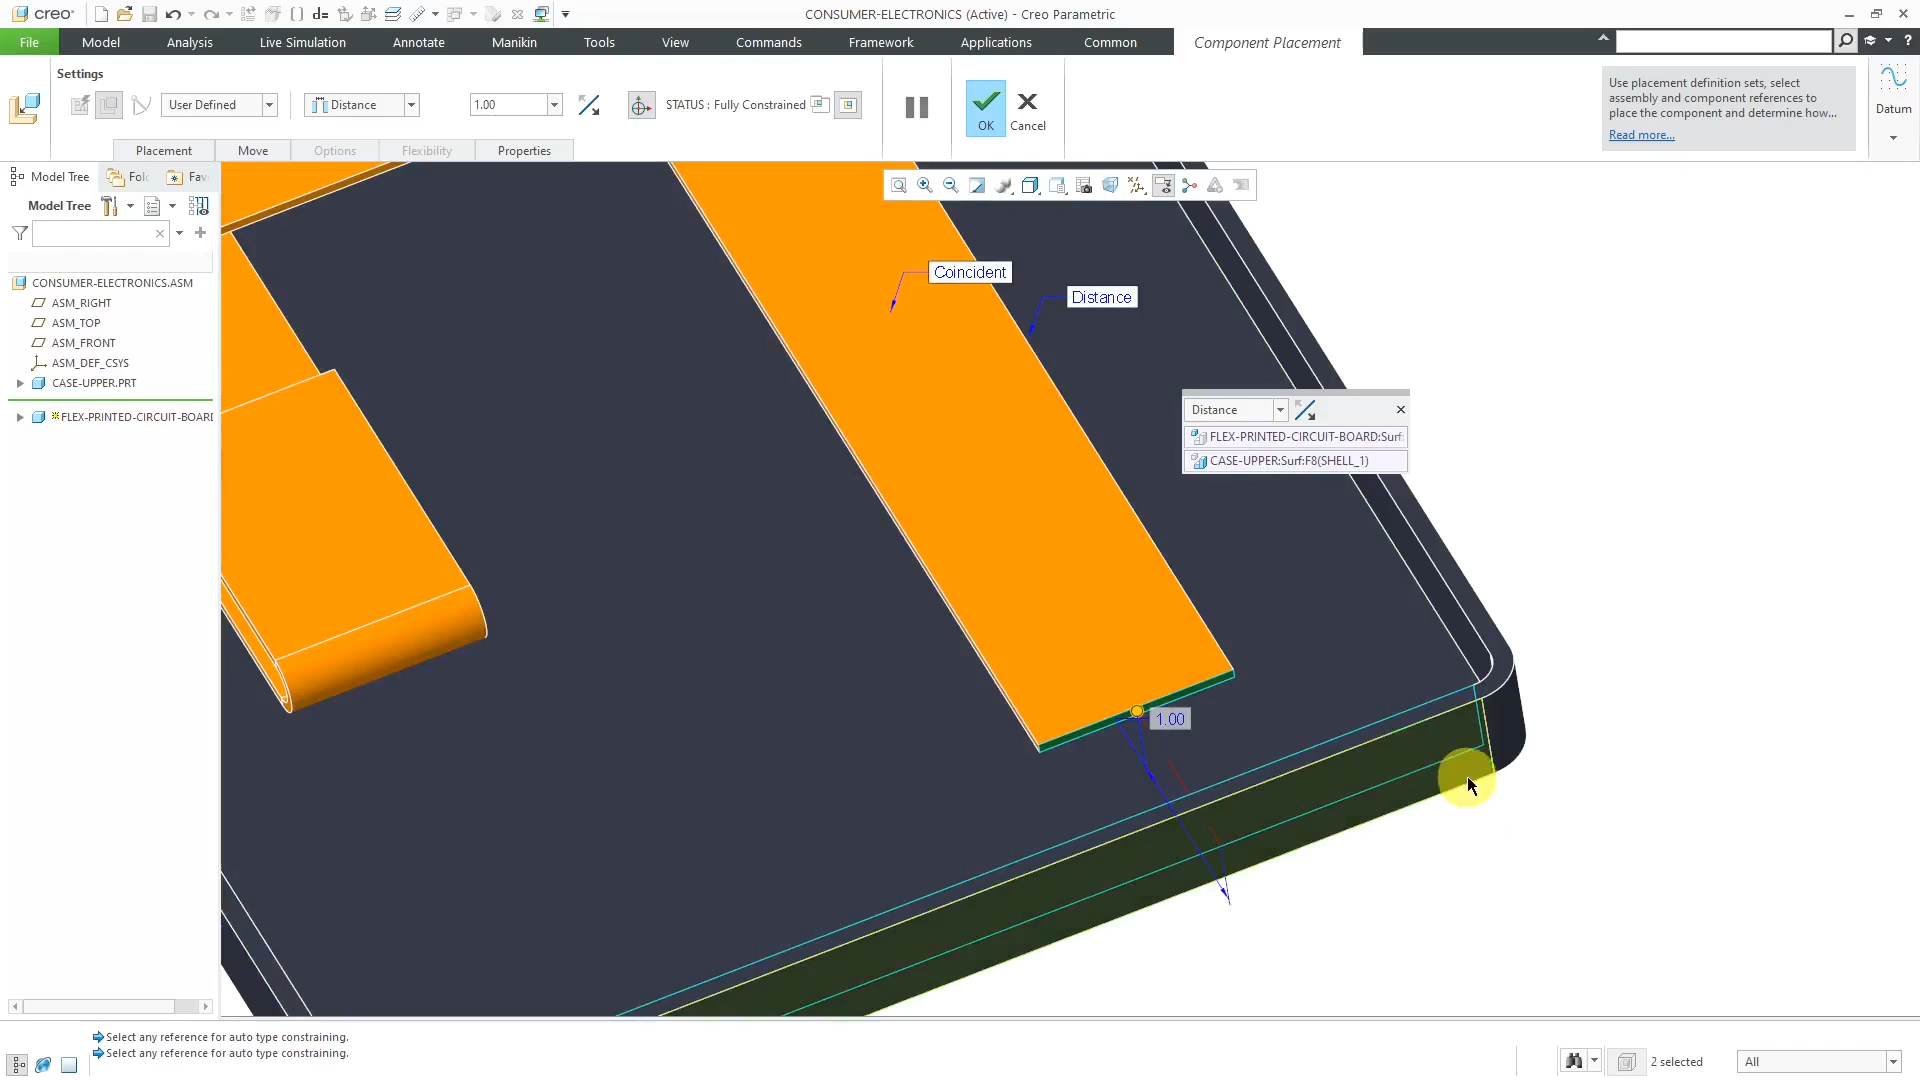 creo
CONSUMER-ELECTRONICS (Active) - Creo Parametric
File
Model
Analysis
Live Simulation
Annotate
Manikin
Tools
View
Commands
Framework
Applications
Common
Component Placement
Settings
User Defined
Distance
1.00
STATUS : Fully Constrained
OK
Cancel
Use placement definition sets, select
assembly and component references to
place the component and determine how...
Read more...
Datum
Placement
Move
Options
Flexibility
Properties
Model Tree
Fol
Fav
Model Tree
CONSUMER-ELECTRONICS.ASM
ASM_RIGHT
ASM_TOP
ASM_FRONT
ASM_DEF_CSYS
CASE-UPPER.PRT
FLEX-PRINTED-CIRCUIT-BOARD
Coincident
Distance
Distance
FLEX-PRINTED-CIRCUIT-BOARD:Surf:
CASE-UPPER:Surf:F8(SHELL_1)
1.00
Select any reference for auto type constraining.
Select any reference for auto type constraining.
2 selected
All